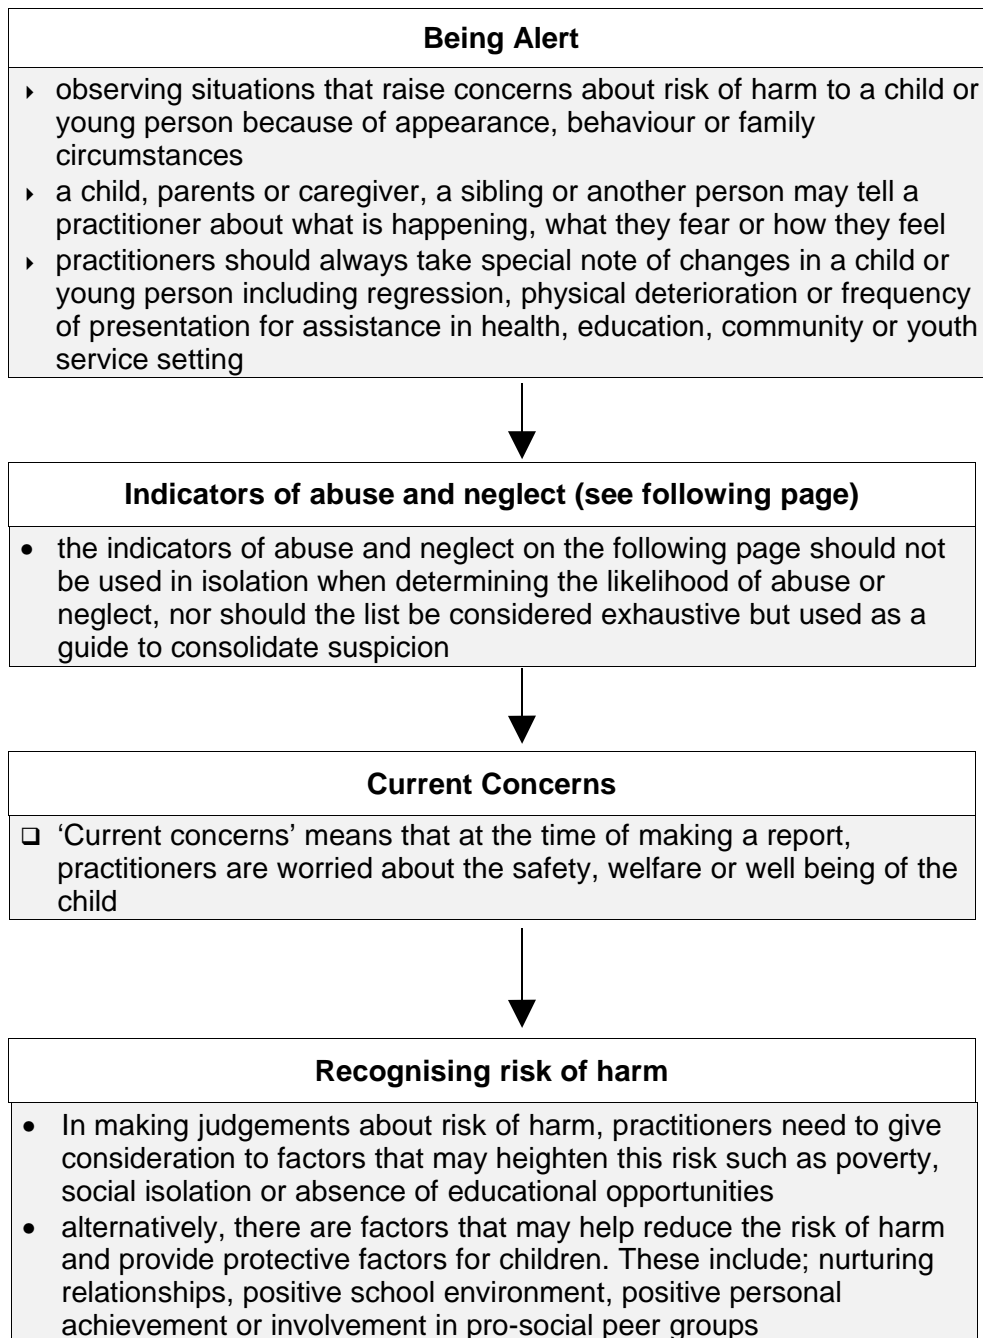 Being Alert
‣ observing situations that raise concerns about risk of harm to a child or
young person because of appearance, behaviour or family
circumstances
‣ a child, parents or caregiver, a sibling or another person may tell a
practitioner about what is happening, what they fear or how they feel
‣ practitioners should always take special note of changes in a child or
young person including regression, physical deterioration or frequency
of presentation for assistance in health, education, community or youth
service setting
Indicators of abuse and neglect (see following page)
• the indicators of abuse and neglect on the following page should not
be used in isolation when determining the likelihood of abuse or
neglect, nor should the list be considered exhaustive but used as a
guide to consolidate suspicion
Current Concerns
❑ ‘Current concerns’ means that at the time of making a report,
practitioners are worried about the safety, welfare or well being of the
child
Recognising risk of harm
• In making judgements about risk of harm, practitioners need to give
consideration to factors that may heighten this risk such as poverty,
social isolation or absence of educational opportunities
• alternatively, there are factors that may help reduce the risk of harm
and provide protective factors for children. These include; nurturing
relationships, positive school environment, positive personal
achievement or involvement in pro-social peer groups